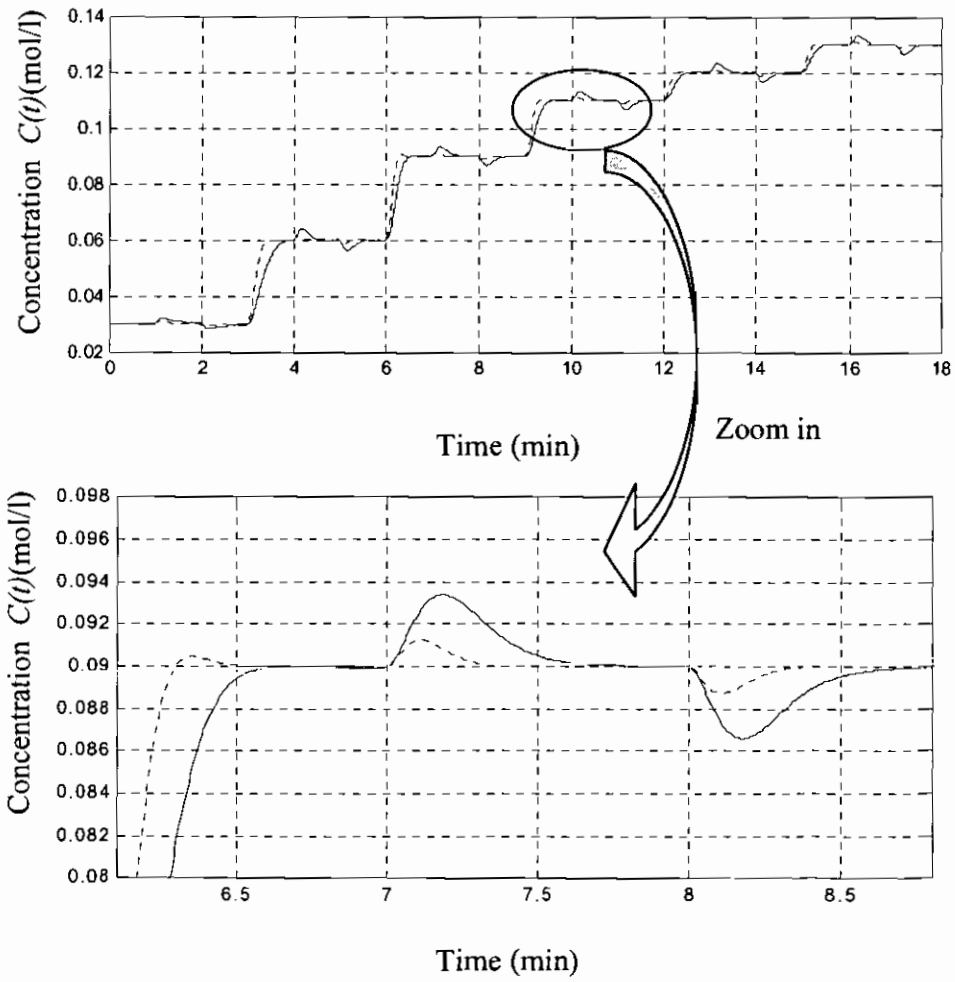 0.14
0.12
0.1
0.08
0.06
0.04
0.02
Concentration C(t)(mol/l)
0 2 4 6 8 10 12 14 16 18
Time (min)
Zoom in
0.098
0.096
0.094
0.092
0.09
0.088
0.086
0.084
0.082
0.08
Concentration C(t)(mol/l)
6.5 7 7.5 8 8.5
Time (min)